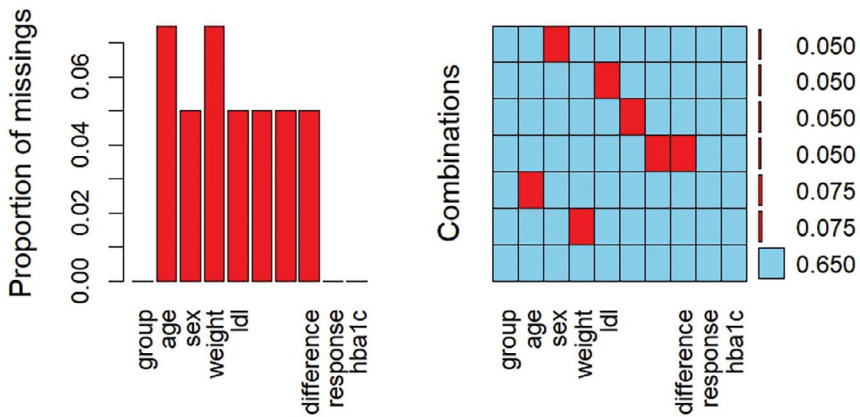 Proportion of missings
0.00
0.02
0.04
0.06
group
age
sex
weight
ldl
difference
response
hba1c
Combinations
0.050
0.050
0.050
0.050
0.075
0.075
0.650
group
age
sex
weight
ldl
difference
response
hba1c